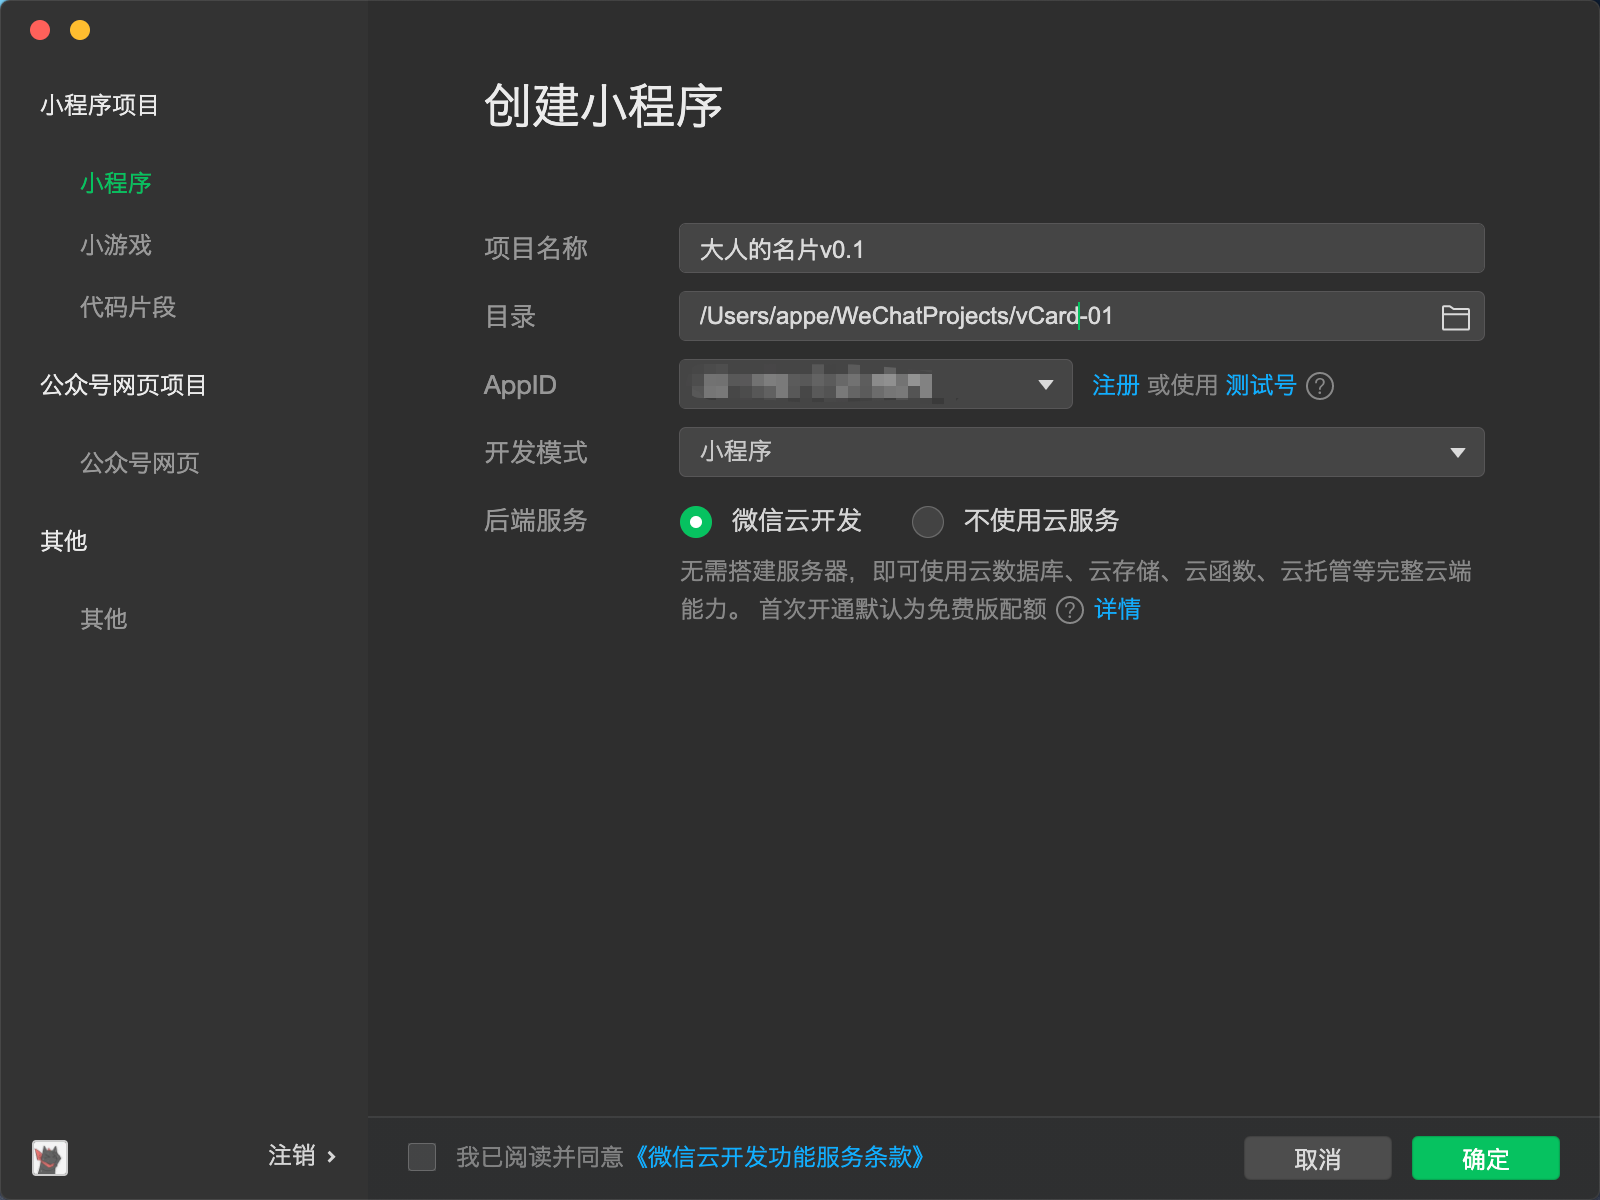 小程序项目
小程序
小游戏
代码片段
公众号网页项目
公众号网页
其他
其他
注销
创建小程序
项目名称
大人的名片v0.1
目录
/Users/appe/WeChatProjects/vCard-01
AppID
注册 或使用 测试号 ?
开发模式
小程序
后端服务
微信云开发
不使用云服务
无需搭建服务器，即可使用云数据库、云存储、云函数、云托管等完整云端
能力。 首次开通默认为免费版配额 ? 详情
我已阅读并同意《微信云开发功能服务条款》
取消
确定